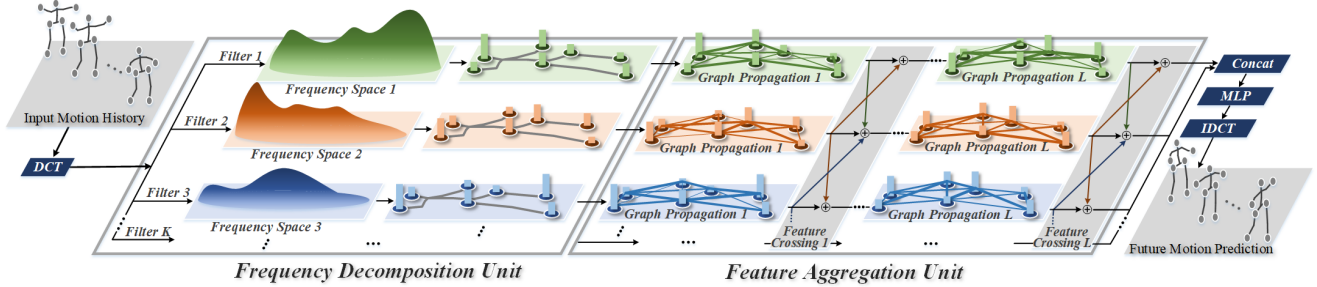 Input Motion History
DCT
Filter 1
Filter 2
Filter 3
Filter K
Frequency Space 1
Frequency Space 2
Frequency Space 3
Frequency Decomposition Unit
Graph Propagation 1
Graph Propagation L
Graph Propagation 1
Graph Propagation L
Graph Propagation 1
Graph Propagation L
Feature
Crossing 1
Feature
Crossing L
Feature Aggregation Unit
Concat
MLP
IDCT
Future Motion Prediction